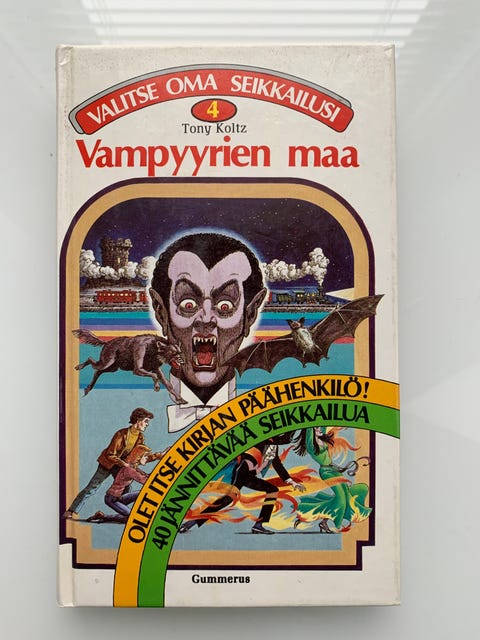 VALITSE OMA SEIKKAILUSI
4
Tony Koltz
Vampyyrien maa
OLET ITSE KIRJAN PÄÄHENKILÖ!
40 JÄNNITTÄVÄÄ SEIKKAILUA
Gummerus